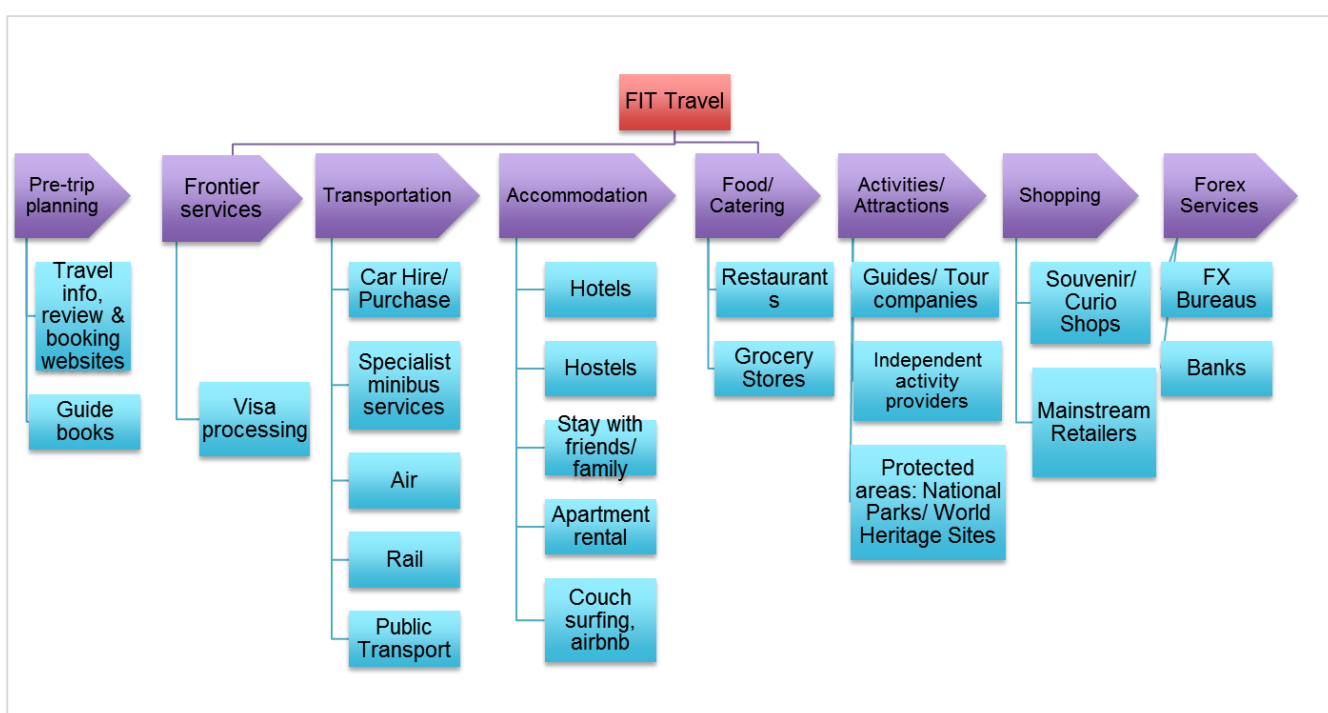 FIT Travel
Pre-trip
planning
Travel
info,
review &
booking
websites
Guide
books
Frontier
services
Visa
processing
Transportation
Car Hire/
Purchase
Specialist
minibus
services
Air
Rail
Public
Transport
Accommodation
Hotels
Hostels
Stay with
friends/
family
Apartment
rental
Couch
surfing,
airbnb
Food/
Catering
Restaurant
s
Grocery
Stores
Activities/
Attractions
Guides/ Tour
companies
Independent
activity
providers
Protected
areas: National
Parks/ World
Heritage Sites
Shopping
Souvenir/
Curio
Shops
Mainstream
Retailers
Forex
Services
FX
Bureaus
Banks